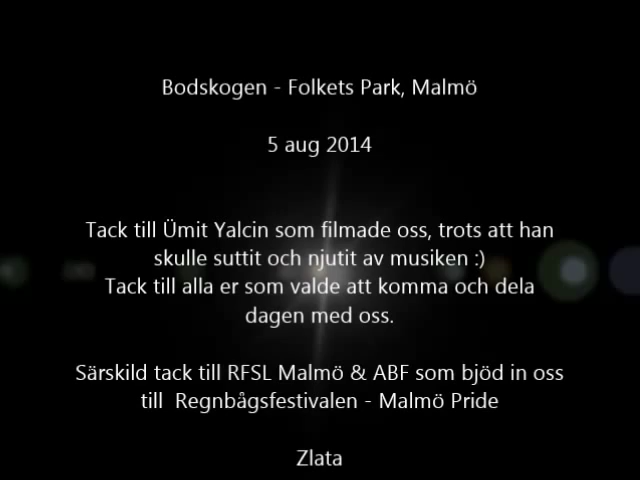 Bodskogen - Folkets Park, Malmö
5 aug 2014
Tack till Ümit Yalcin som filmade oss, trots att han
skulle suttit och njutit av musiken :)
Tack till alla er som valde att komma och dela
dagen med oss.
Särskild tack till RFSL Malmö & ABF som bjöd in oss
till  Regnbågsfestivalen - Malmö Pride
Zlata